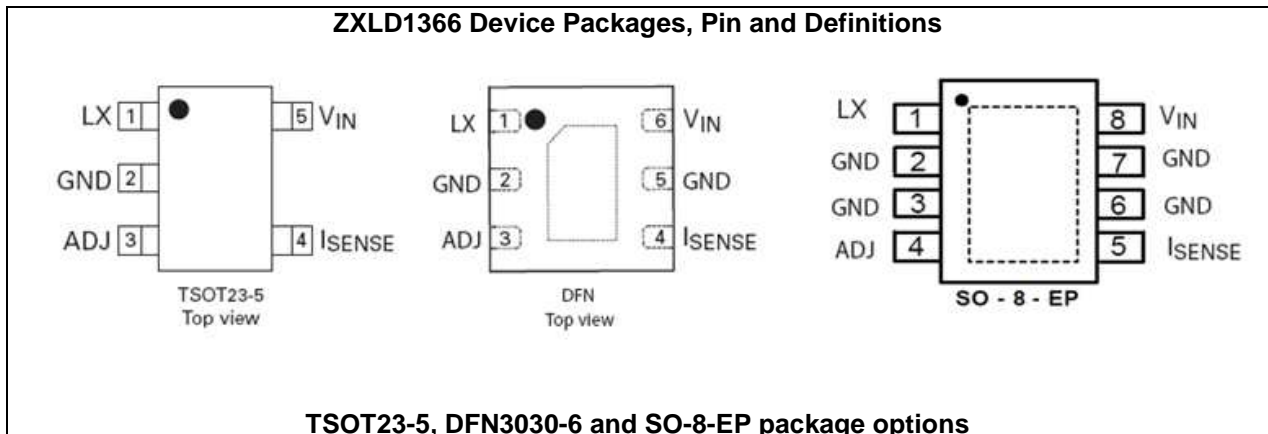 ZXLD1366 Device Packages, Pin and Definitions
LX 1 5 VIN
GND 2
ADJ 3 4 ISENSE
TSOT23-5
Top view
LX 1 6 VIN
GND 2 5 GND
ADJ 3 4 ISENSE
DFN
Top view
LX 1 8 VIN
GND 2 7 GND
GND 3 6 GND
ADJ 4 5 ISENSE
SO - 8 - EP
TSOT23-5, DFN3030-6 and SO-8-EP package options